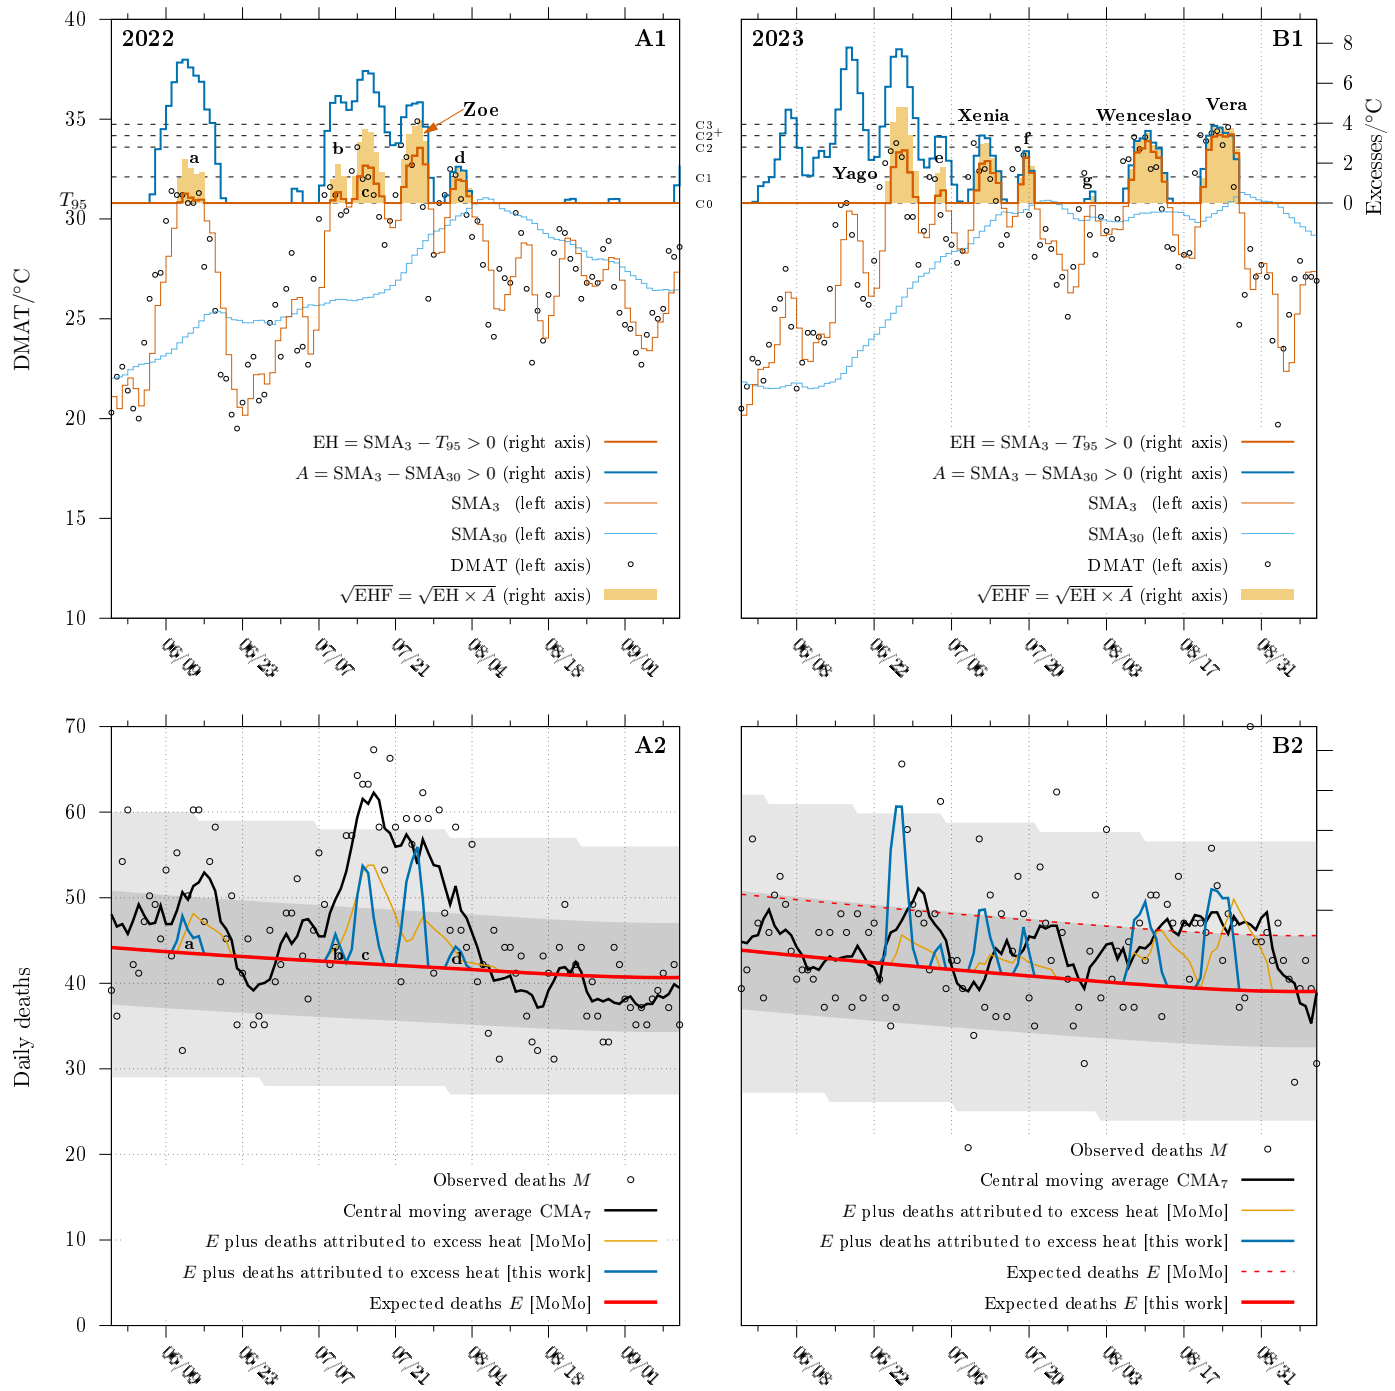 2022
A1
2023
B1
40
35
T₉₅
30
25
20
15
10
DMAT/°C
a
b
c
d
Zoe
C3
C2⁺
C2
C1
C0
Yago
e
Xenia
f
g
Wenceslao
Vera
8
6
4
2
0
Excesses/°C
EH = SMA₃ − T₉₅ > 0 (right axis)
A = SMA₃ − SMA₃₀ > 0 (right axis)
SMA₃ (left axis)
SMA₃₀ (left axis)
DMAT (left axis)
√EHF = √EH × A (right axis)
EH = SMA₃ − T₉₅ > 0 (right axis)
A = SMA₃ − SMA₃₀ > 0 (right axis)
SMA₃ (left axis)
SMA₃₀ (left axis)
DMAT (left axis)
√EHF = √EH × A (right axis)
06/09
06/23
07/07
07/21
08/04
08/18
09/01
06/08
06/22
07/06
07/20
08/03
08/17
08/31
A2
B2
70
60
50
40
30
20
10
0
Daily deaths
a
b
c
d
Observed deaths M
Central moving average CMA₇
E plus deaths attributed to excess heat [MoMo]
E plus deaths attributed to excess heat [this work]
Expected deaths E [MoMo]
Observed deaths M
Central moving average CMA₇
E plus deaths attributed to excess heat [MoMo]
E plus deaths attributed to excess heat [this work]
Expected deaths E [MoMo]
Expected deaths E [this work]
06/09
06/23
07/07
07/21
08/04
08/18
09/01
06/08
06/22
07/06
07/20
08/03
08/17
08/31